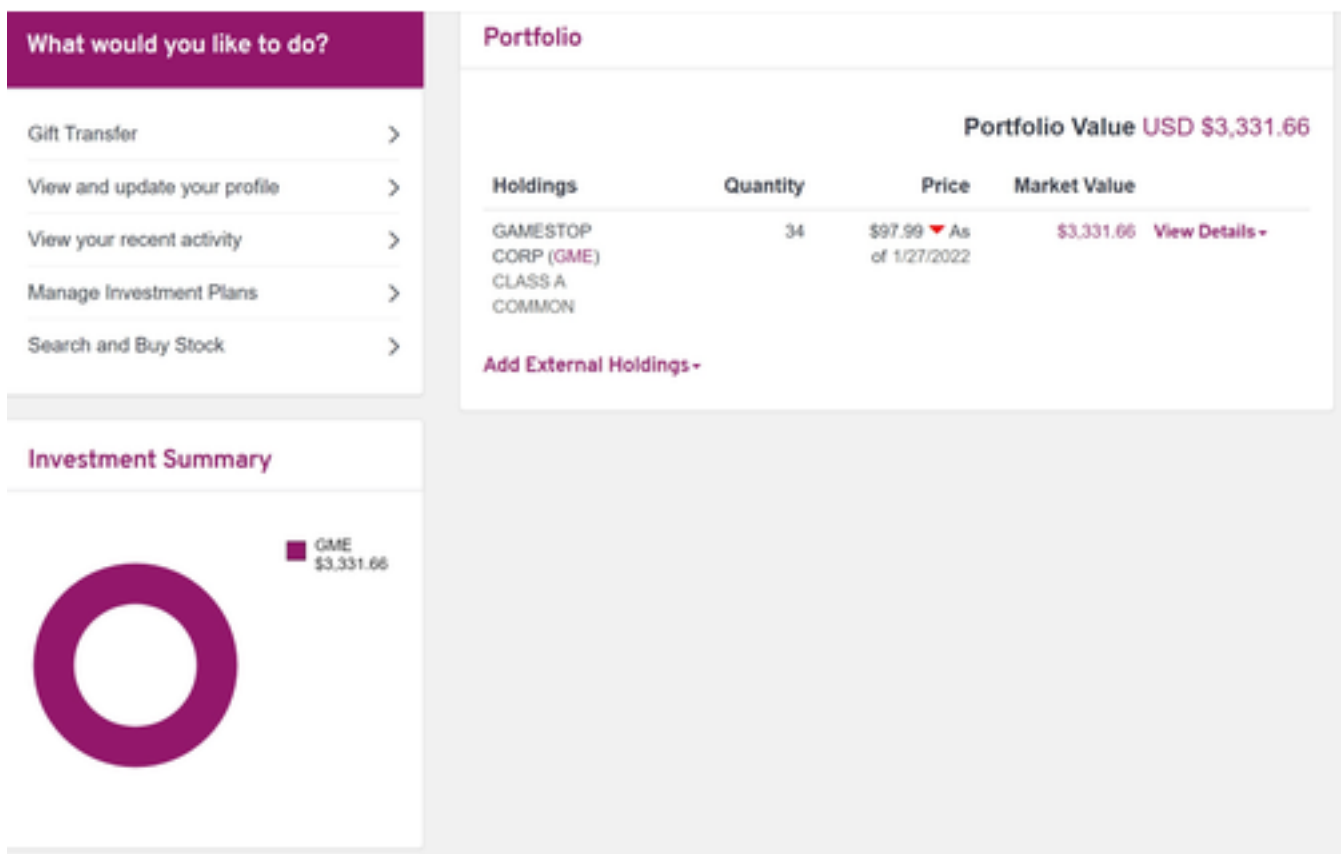 What would you like to do?
Gift Transfer
View and update your profile
View your recent activity
Manage Investment Plans
Search and Buy Stock
Portfolio
Portfolio Value USD $3,331.66
Holdings Quantity Price Market Value
GAMESTOP 34 $97.99 As $3,331.66 View Details
CORP (GME) of 1/27/2022
CLASS A
COMMON
Add External Holdings
Investment Summary
GME
$3,331.66